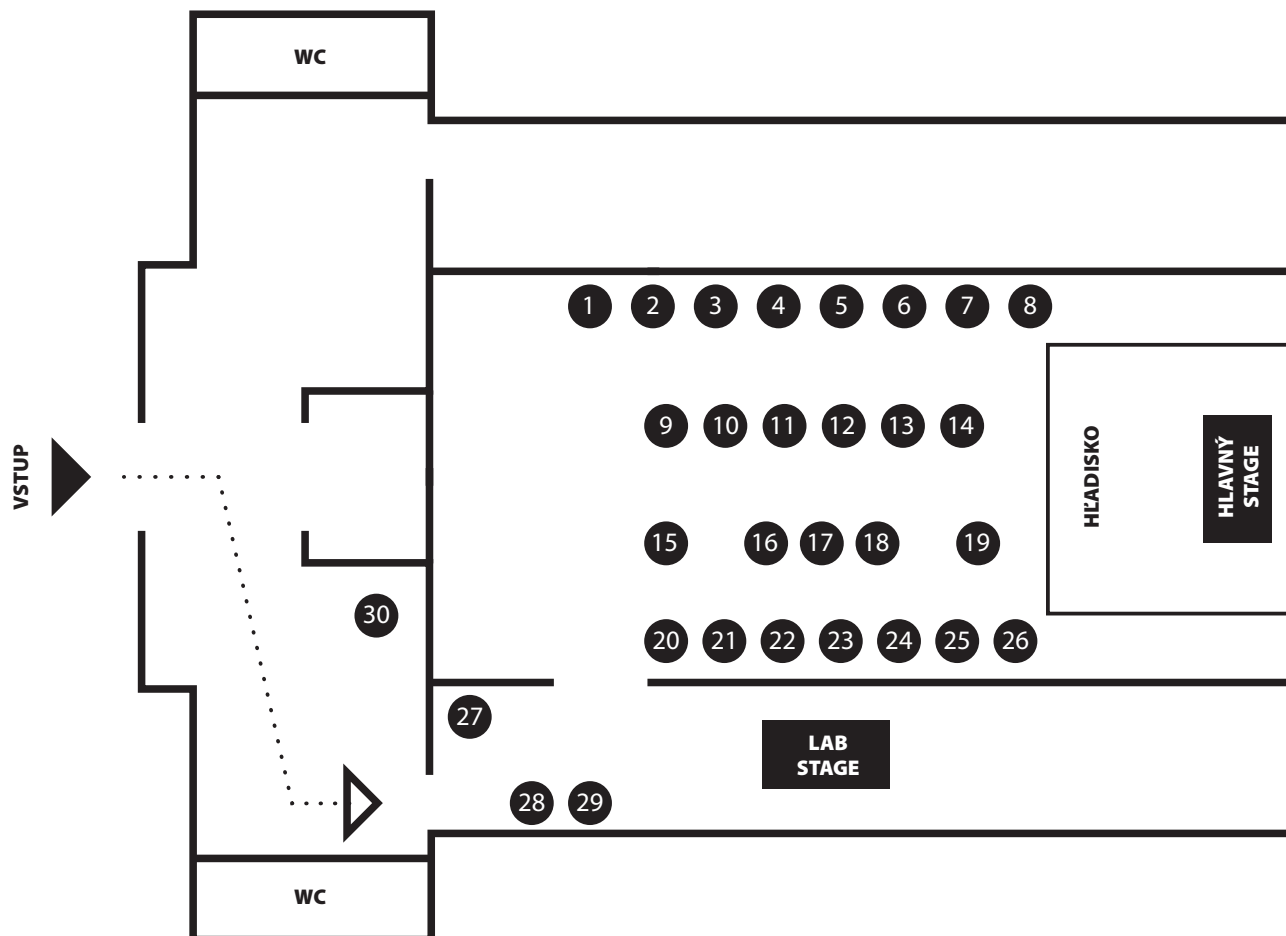 WC
1 2 3 4 5 6 7 8
9 10 11 12 13 14
VSTUP
HĽADISKO
HLAVNÝ
STAGE
15 16 17 18 19
30
20 21 22 23 24 25 26
27
LAB
STAGE
28 29
WC